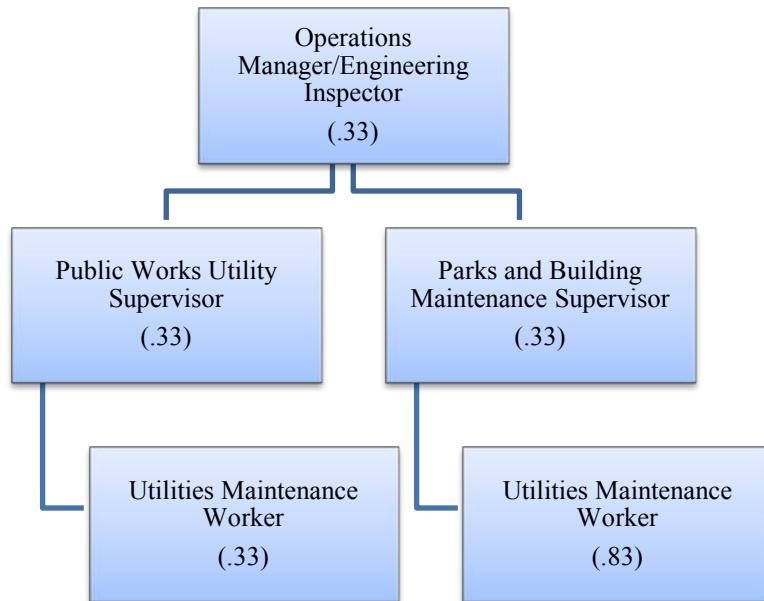 Operations
Manager/Engineering
Inspector
(.33)
Public Works Utility
Supervisor
(.33)
Parks and Building
Maintenance Supervisor
(.33)
Utilities Maintenance
Worker
(.33)
Utilities Maintenance
Worker
(.83)